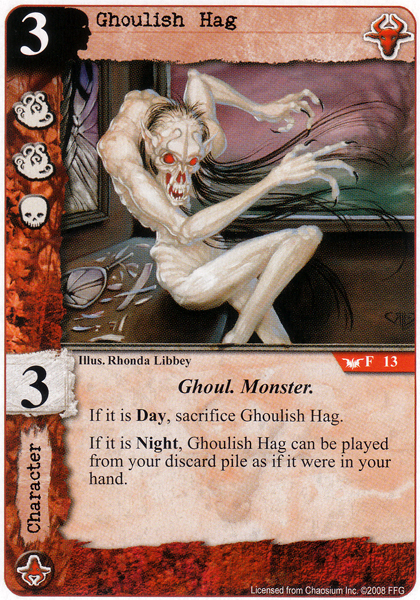 3
Ghoulish Hag
Illus. Rhonda Libbey
F 13
3
Ghoul. Monster.
If it is Day, sacrifice Ghoulish Hag.
If it is Night, Ghoulish Hag can be played
from your discard pile as if it were in your
hand.
Character
Licensed from Chaosium Inc. ©2008 FFG